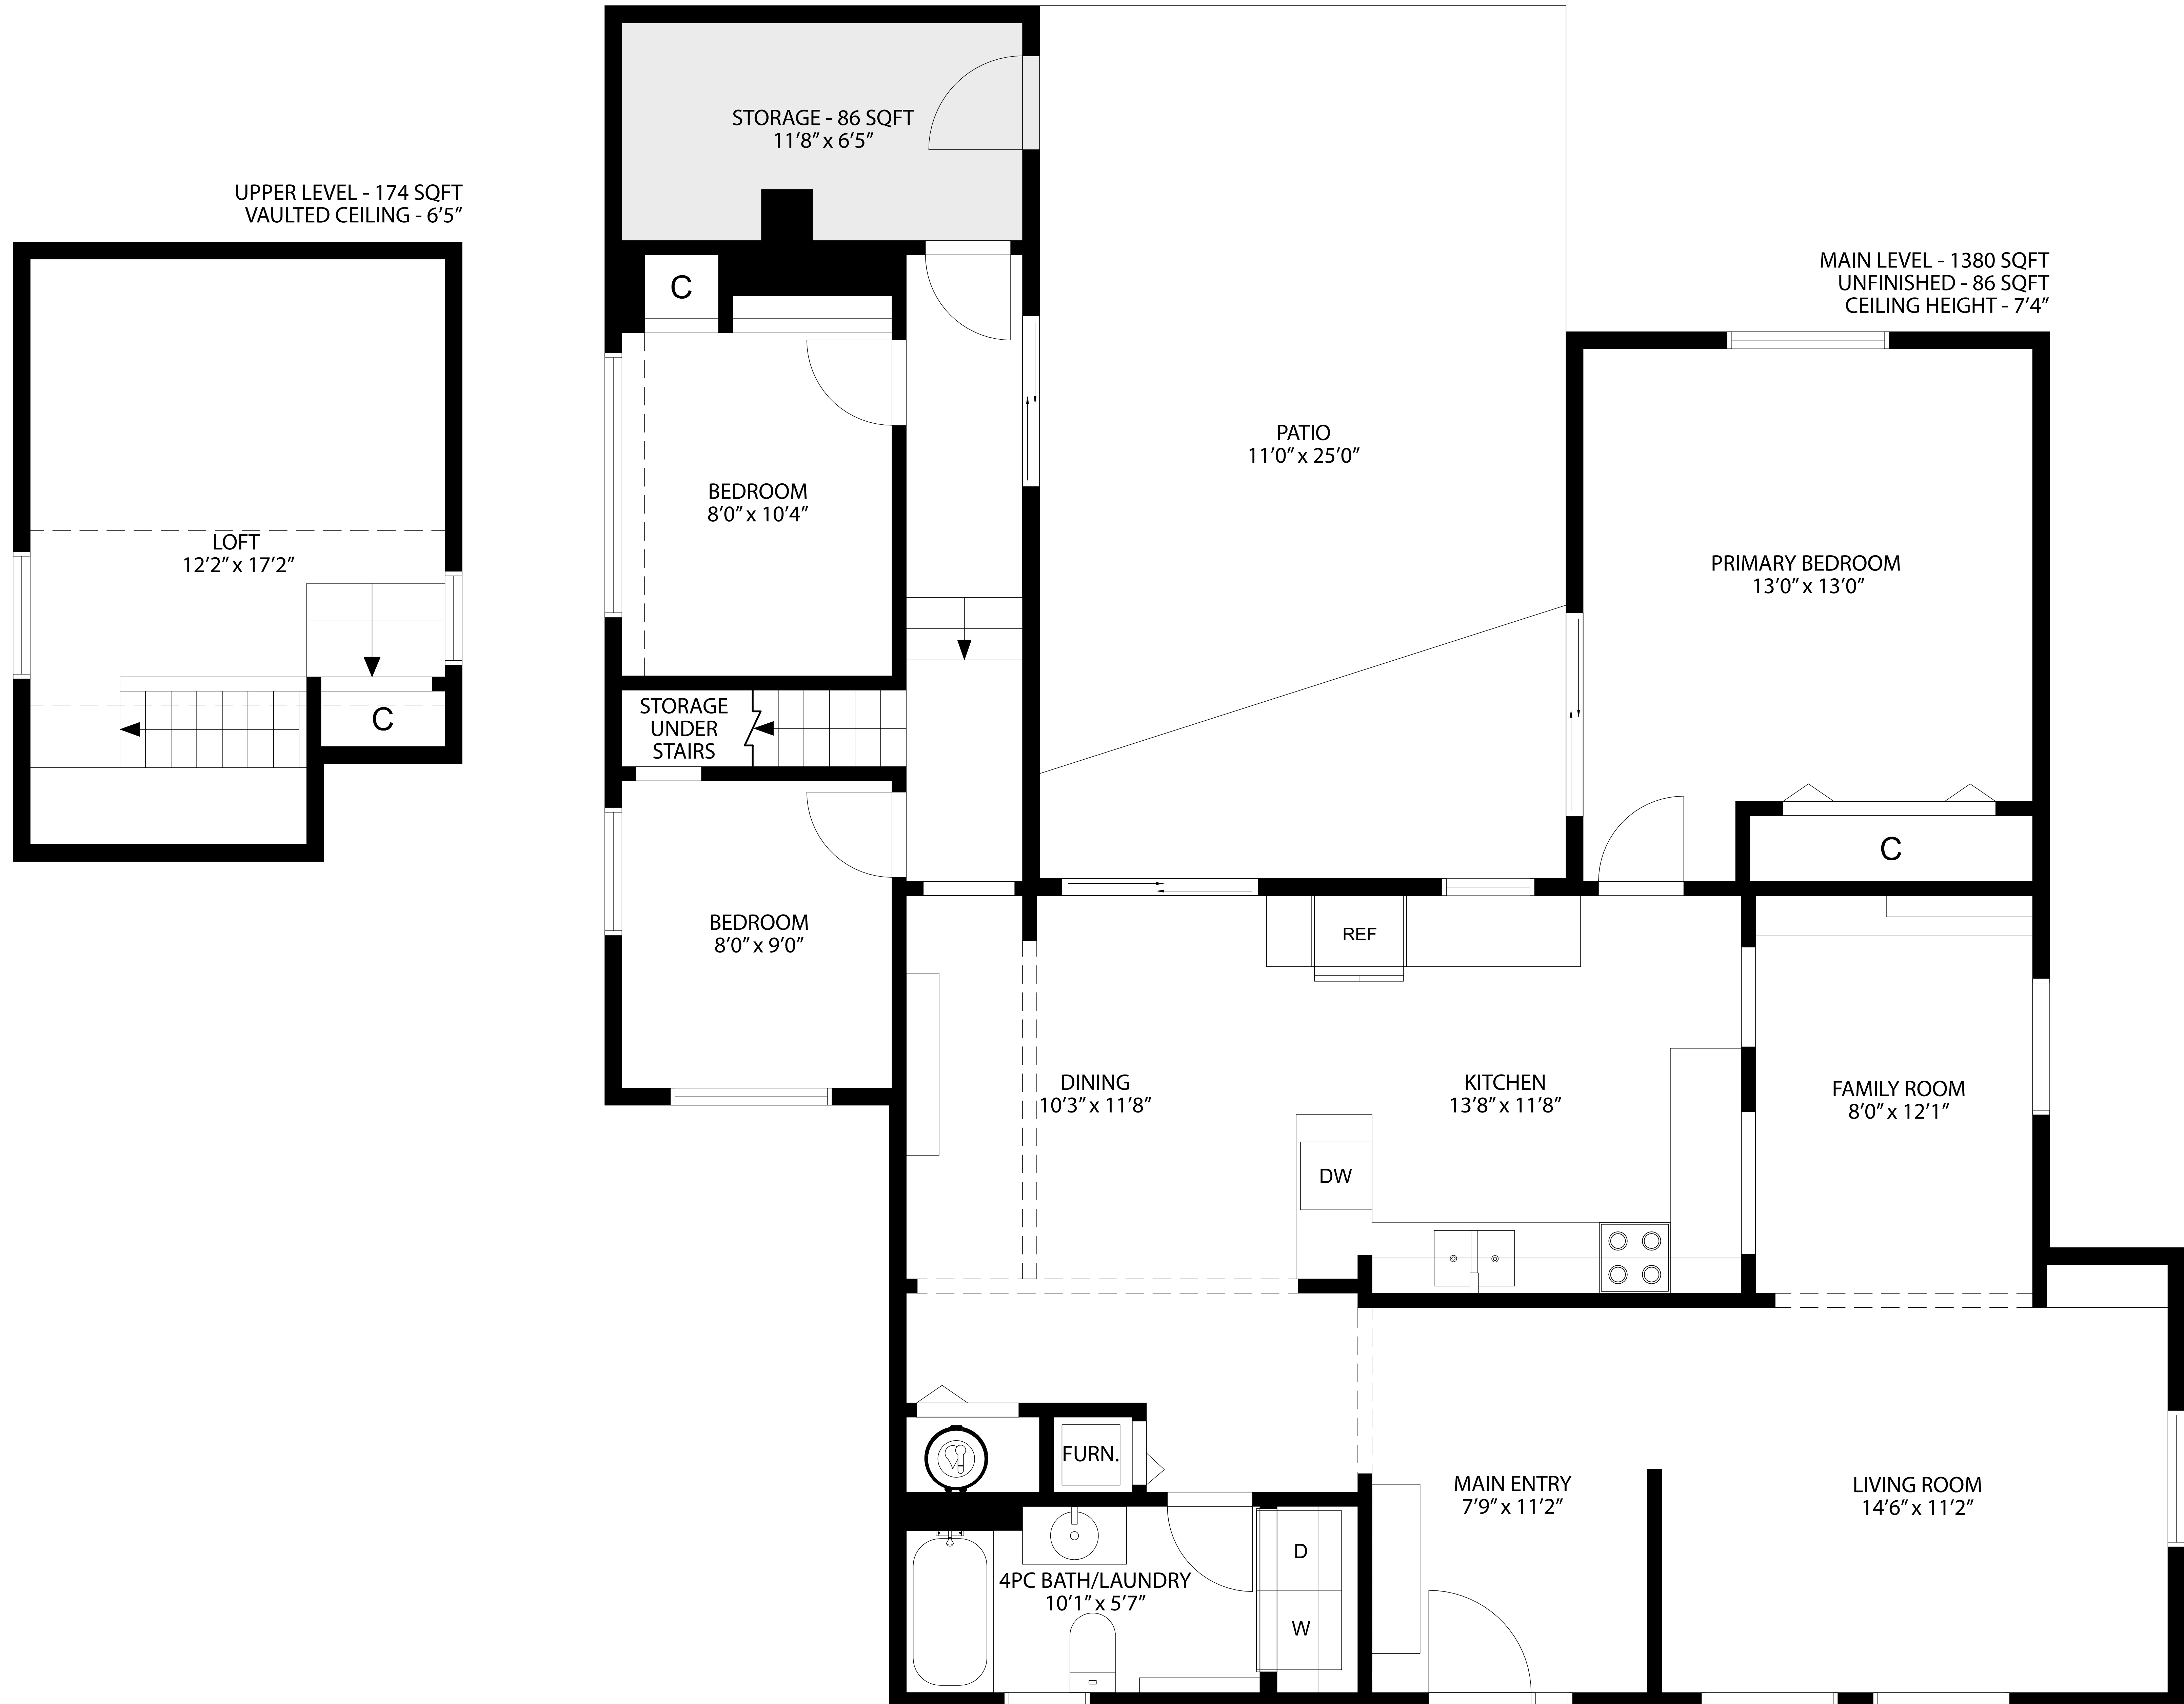 UPPER LEVEL - 174 SQFT
VAULTED CEILING - 6'5"
LOFT
12'2" x 17'2"
C
STORAGE - 86 SQFT
11'8" x 6'5"
C
BEDROOM
8'0" x 10'4"
STORAGE
UNDER
STAIRS
BEDROOM
8'0" x 9'0"
PATIO
11'0" x 25'0"
MAIN LEVEL - 1380 SQFT
UNFINISHED - 86 SQFT
CEILING HEIGHT - 7'4"
PRIMARY BEDROOM
13'0" x 13'0"
C
REF
DINING
10'3" x 11'8"
KITCHEN
13'8" x 11'8"
DW
FAMILY ROOM
8'0" x 12'1"
FURN.
MAIN ENTRY
7'9" x 11'2"
LIVING ROOM
14'6" x 11'2"
4PC BATH/LAUNDRY
10'1" x 5'7"
D
W